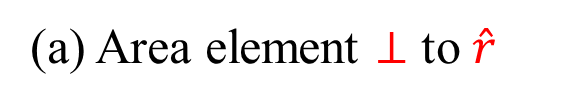 (a) Area element ⊥ to r̂